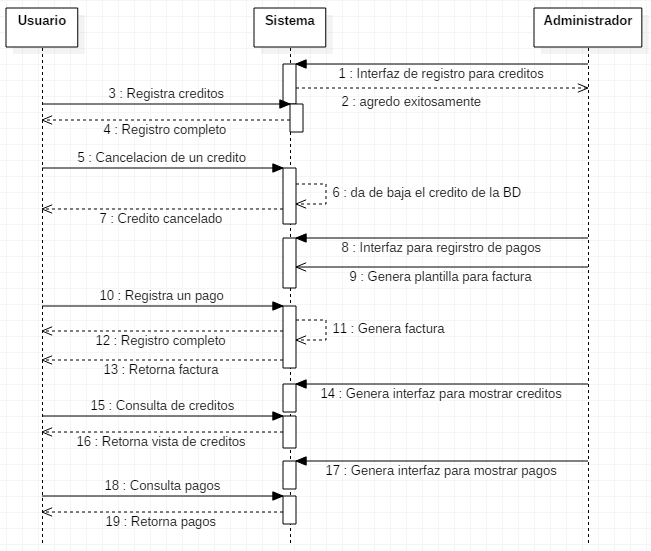 Usuario
Sistema
Administrador
1 : Interfaz de registro para creditos
2 : agredo exitosamente
3 : Registra creditos
4 : Registro completo
5 : Cancelacion de un credito
6 : da de baja el credito de la BD
7 : Credito cancelado
8 : Interfaz para regirstro de pagos
9 : Genera plantilla para factura
10 : Registra un pago
11 : Genera factura
12 : Registro completo
13 : Retorna factura
14 : Genera interfaz para mostrar creditos
15 : Consulta de creditos
16 : Retorna vista de creditos
17 : Genera interfaz para mostrar pagos
18 : Consulta pagos
19 : Retorna pagos